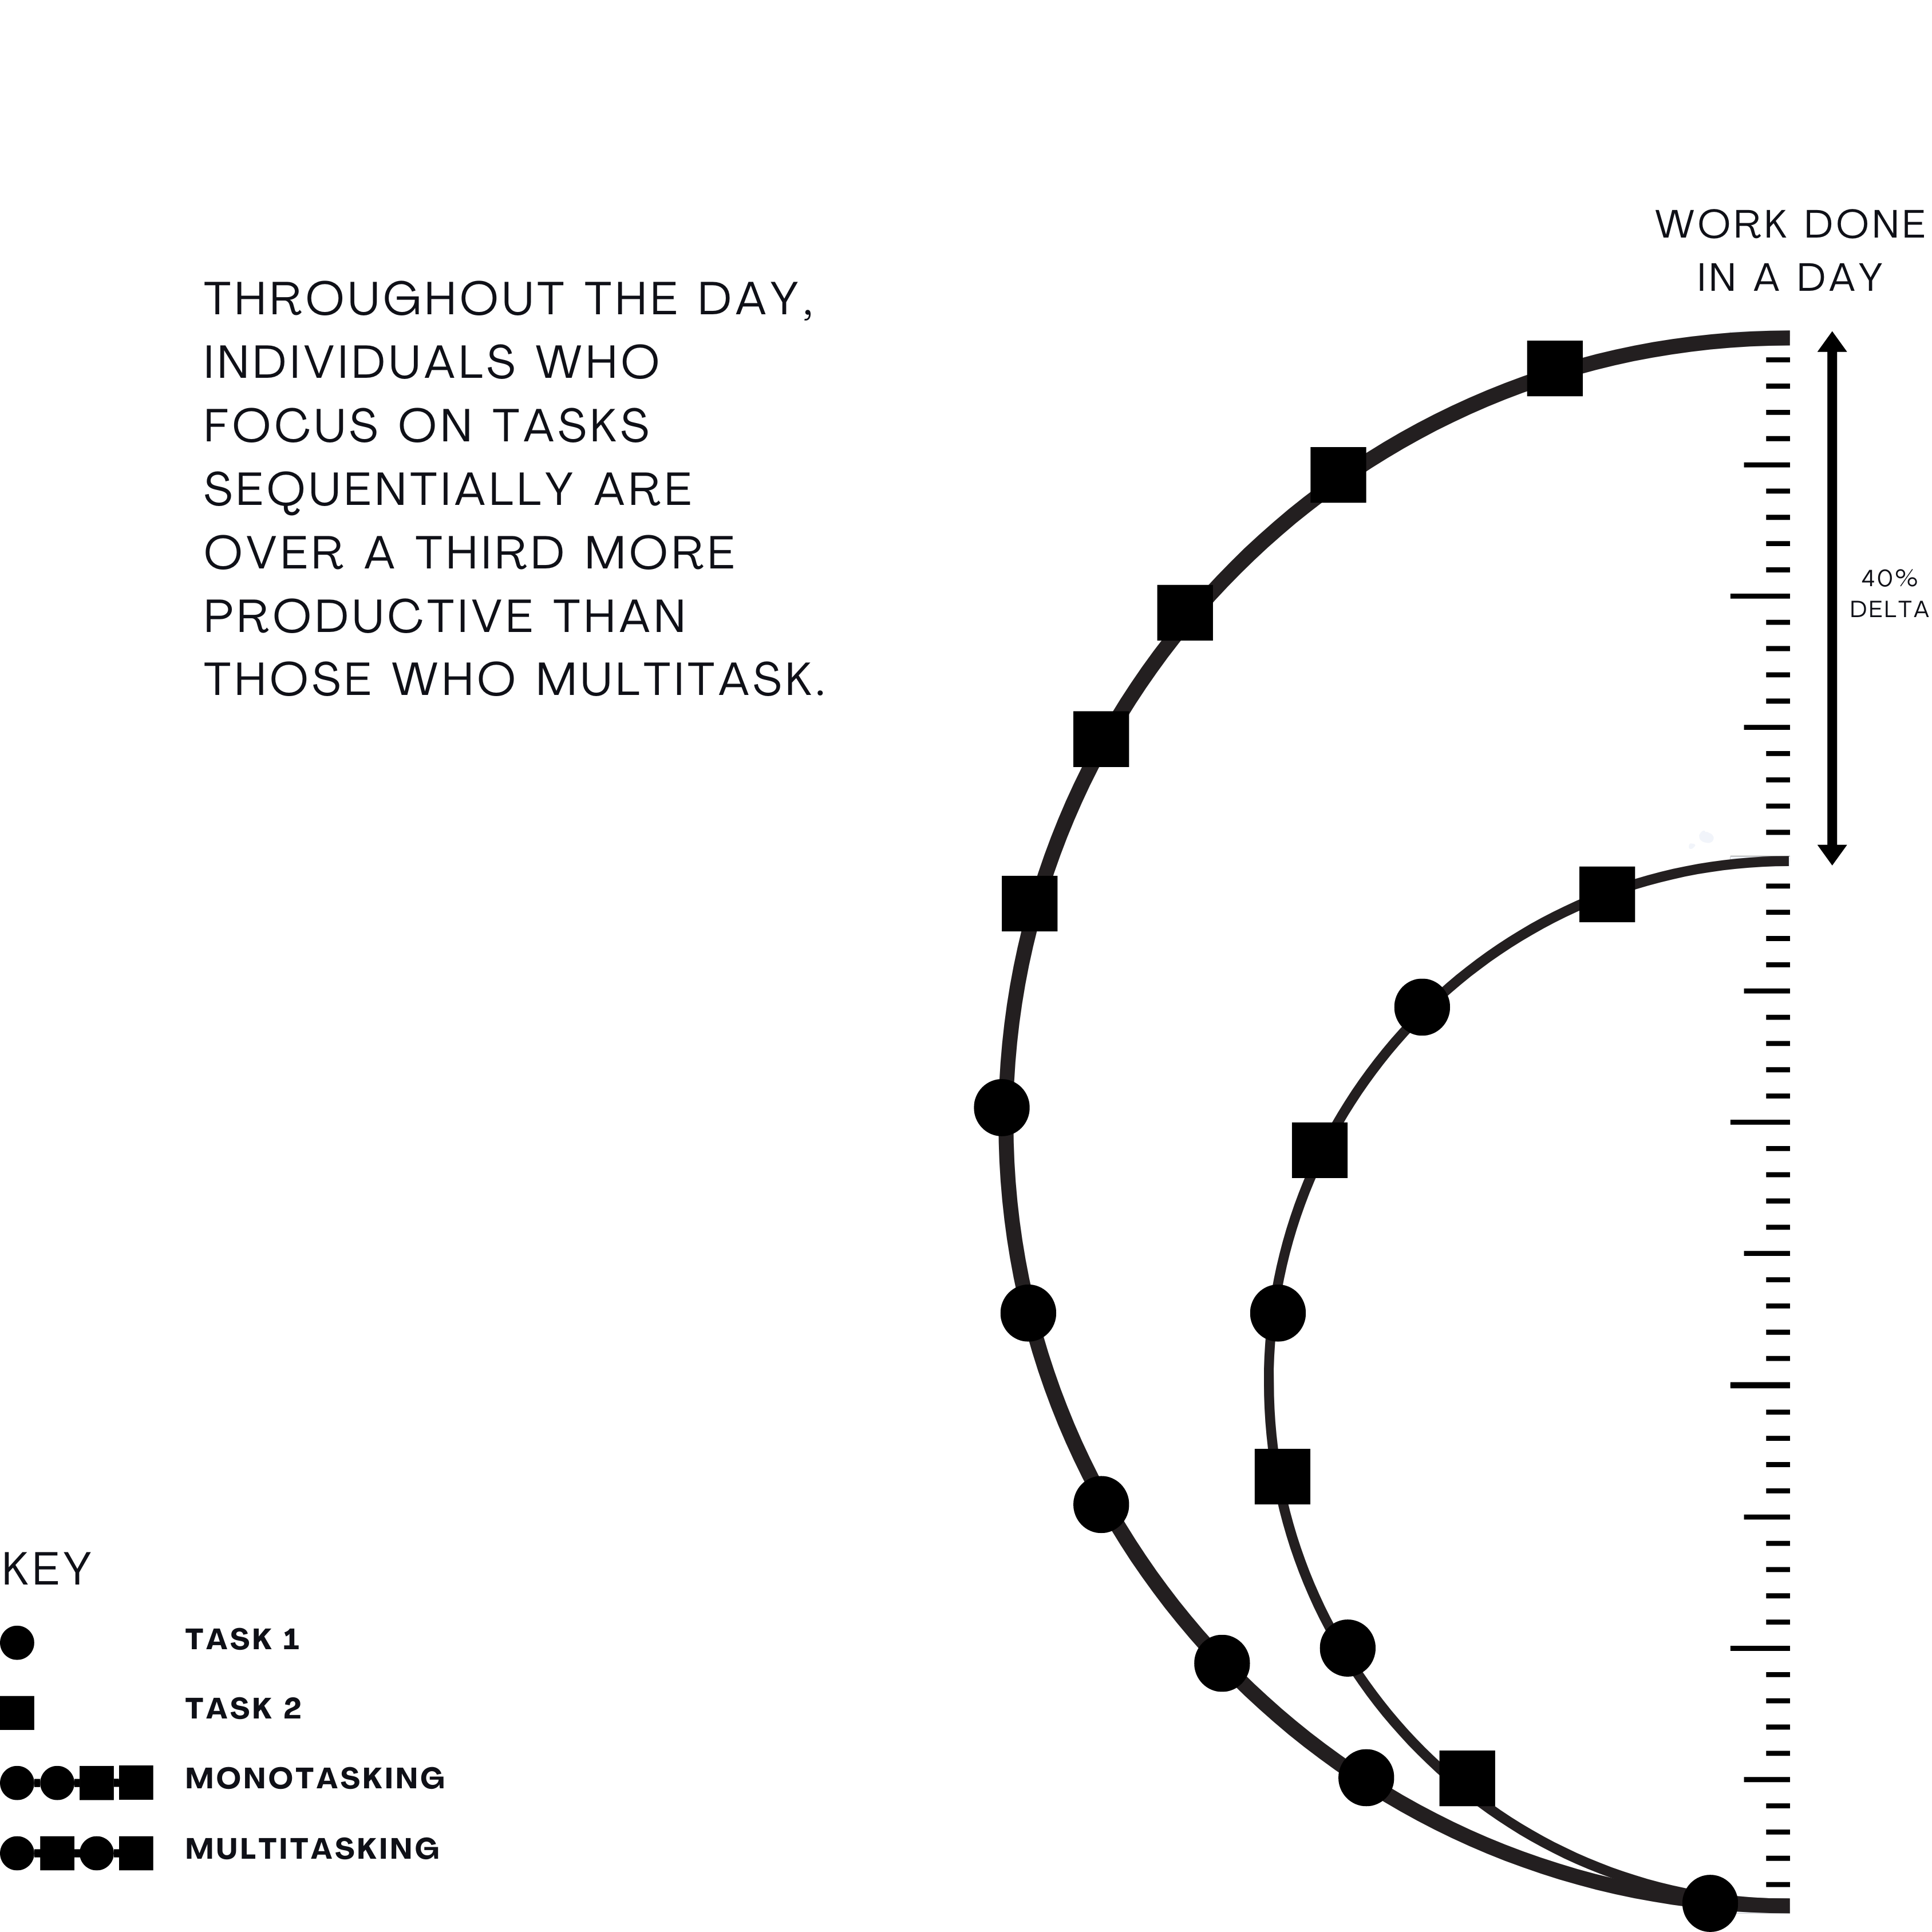 WORK DONE
IN A DAY
THROUGHOUT THE DAY,
INDIVIDUALS WHO
FOCUS ON TASKS
SEQUENTIALLY ARE
OVER A THIRD MORE
PRODUCTIVE THAN
THOSE WHO MULTITASK.
40%
DELTA
KEY
TASK 1
TASK 2
MONOTASKING
MULTITASKING